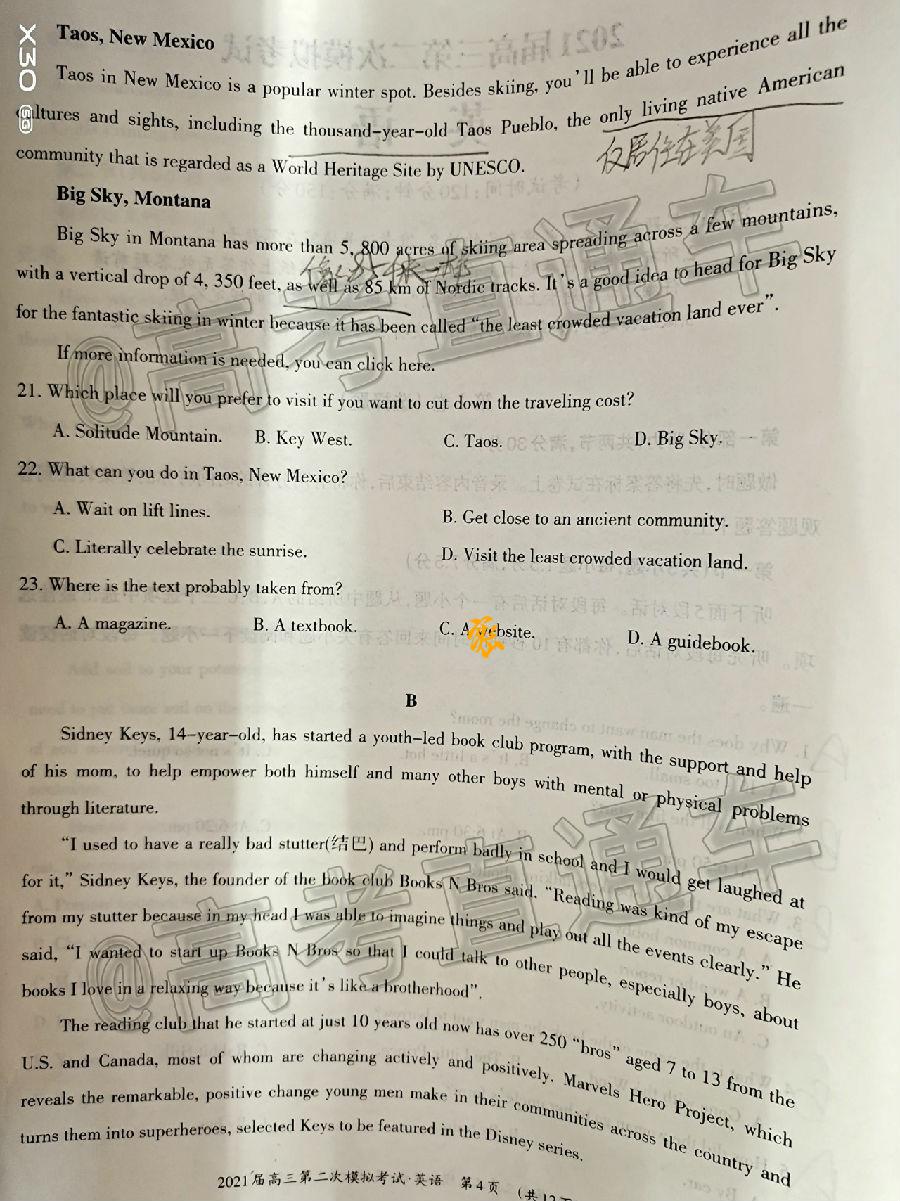 X30
Taos, New Mexico
Taos in New Mexico is a popular winter spot. Besides skiing, you'll be able to experience all the
cultures and sights, including the thousand-year-old Taos Pueblo, the only living native American
community that is regarded as a World Heritage Site by UNESCO.
仅居住在美国
Big Sky, Montana
Big Sky in Montana has more than 5, 800 acres of skiing area spreading across a few mountains,
with a vertical drop of 4, 350 feet, as well as 85 km of Nordic tracks. It's a good idea to head for Big Sky
for the fantastic skiing in winter because it has been called "the least crowded vacation land ever".
If more information is needed, you can click here.
21. Which place will you prefer to visit if you want to cut down the traveling cost?
A. Solitude Mountain. B. Key West. C. Taos. D. Big Sky.
22. What can you do in Taos, New Mexico?
A. Wait on lift lines. B. Get close to an ancient community.
C. Literally celebrate the sunrise. D. Visit the least crowded vacation land.
23. Where is the text probably taken from?
A. A magazine. B. A textbook. C. A website. D. A guidebook.
B
Sidney Keys, 14-year-old, has started a youth-led book club program, with the support and help
of his mom, to help empower both himself and many other boys with mental or physical problems
through literature.
"I used to have a really bad stutter(结巴) and perform badly in school and I would get laughed at
for it," Sidney Keys, the founder of the book club Books N Bros said. "Reading was kind of my escape
from my stutter because in my head I was able to imagine things and play out all the events clearly." He
said, "I wanted to start up Books N Bros so that I could talk to other people, especially boys, about
books I love in a relaxing way because it's like a brotherhood".
The reading club that he started at just 10 years old now has over 250 "bros" aged 7 to 13 from the
U.S. and Canada, most of whom are changing actively and positively. Marvels Hero Project, which
reveals the remarkable, positive change young men make in their communities across the country and
turns them into superheroes, selected Keys to be featured in the Disney series.
2021届高三第二次模拟考试·英语 第4页 (共12
@高考直通车
@高考直通车